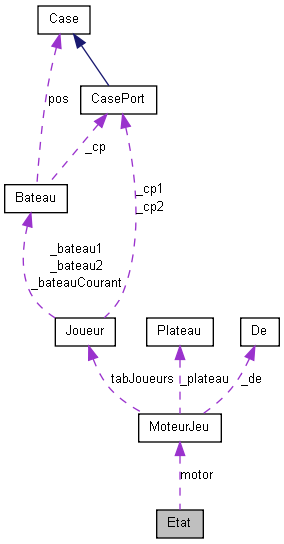 Case
pos
CasePort
_cp
Bateau
_cp1
_cp2
_bateau1
_bateau2
_bateauCourant
Joueur
Plateau
De
tabJoueurs
_plateau
_de
MoteurJeu
motor
Etat